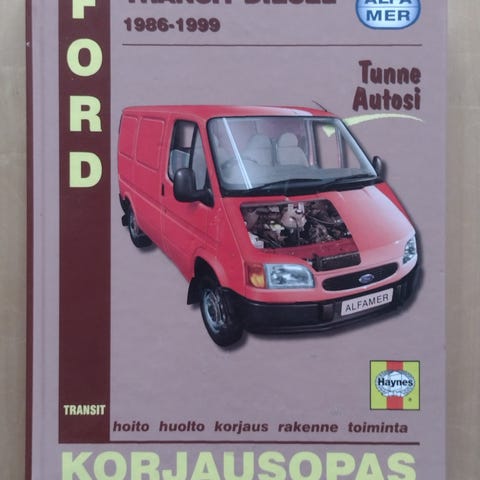 FORD
TRANSIT DIESEL
1986-1999
ALFA
MER
Tunne
Autosi
ALFAMER
Haynes
®
TRANSIT
hoito huolto korjaus rakenne toiminta
KORJAUSOPAS